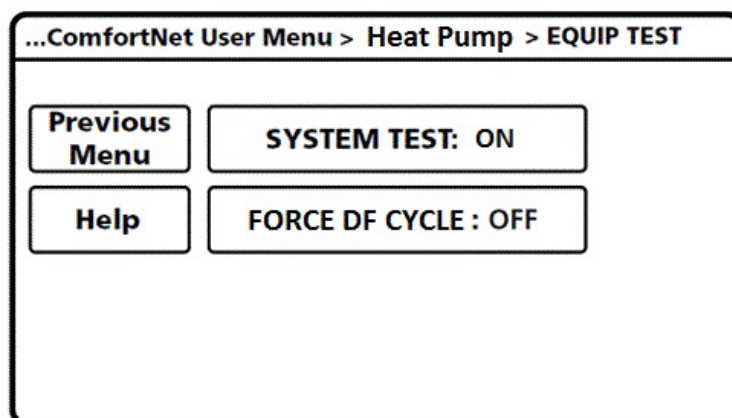 ...ComfortNet User Menu > Heat Pump > EQUIP TEST
Previous
Menu
SYSTEM TEST: ON
Help
FORCE DF CYCLE : OFF